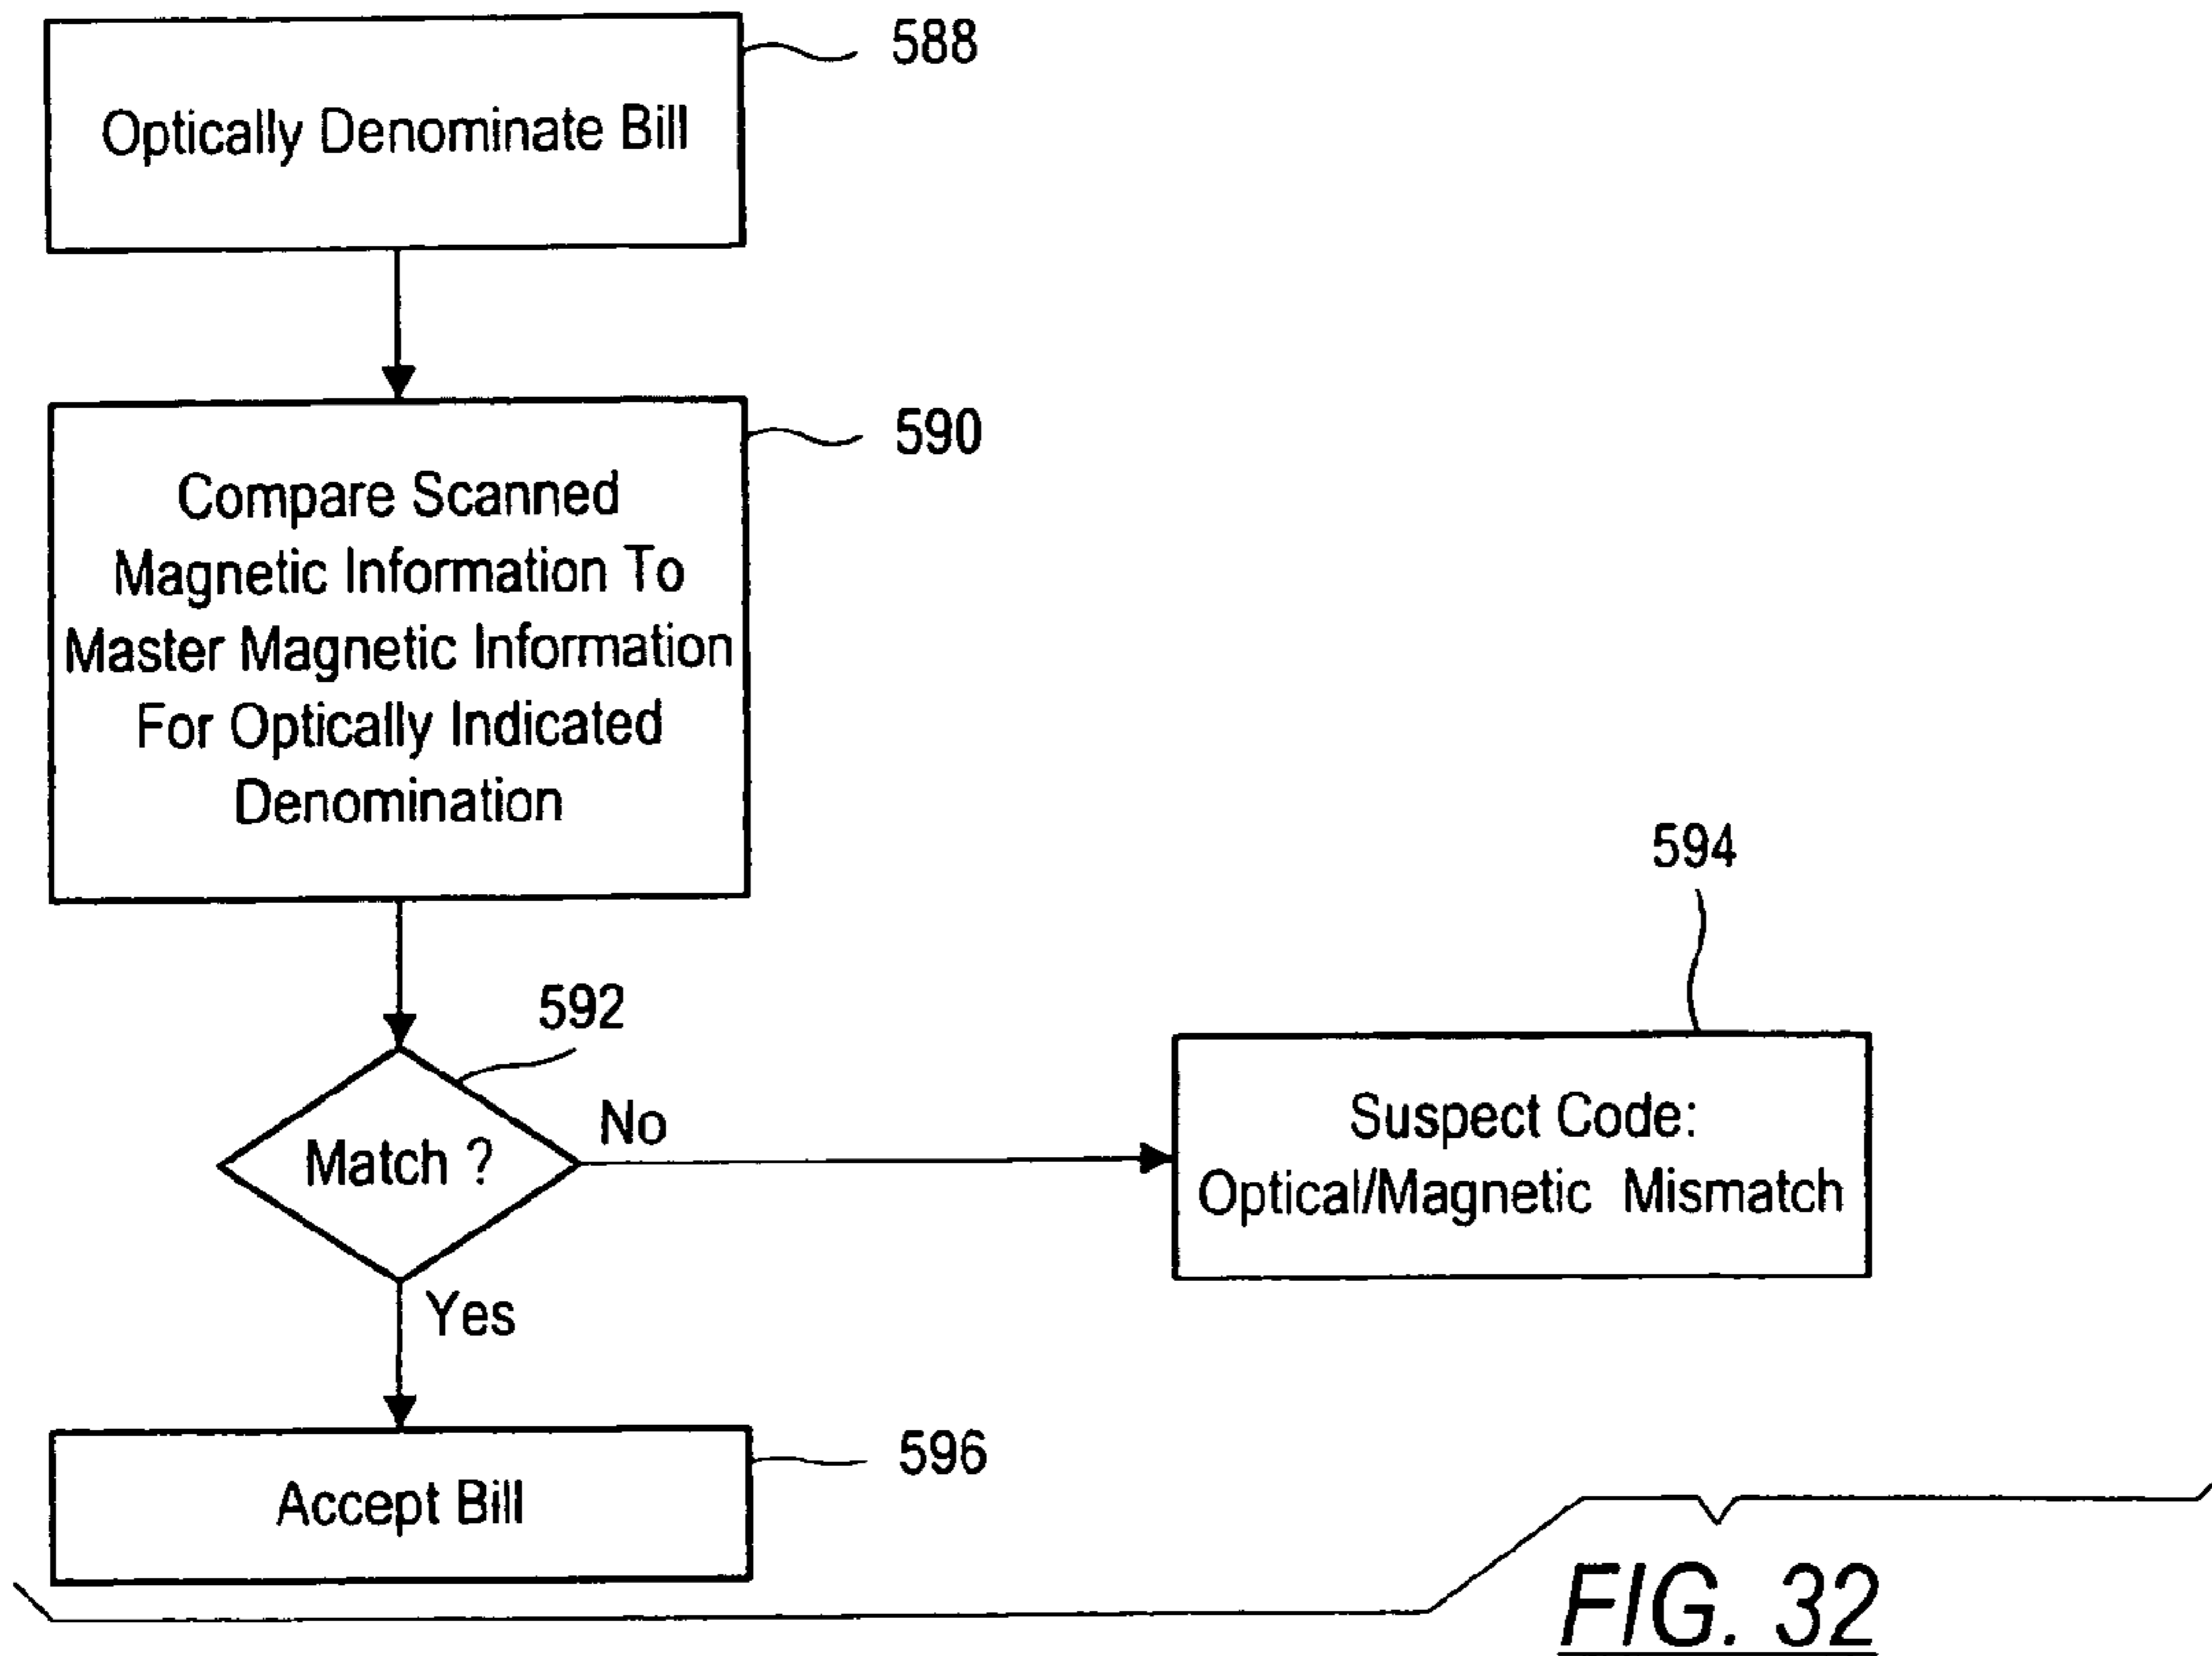 588
Optically Denominate Bill
590
Compare Scanned
Magnetic Information To
Master Magnetic Information
For Optically Indicated
Denomination
592
Match ?
No
594
Suspect Code:
Optical/Magnetic Mismatch
Yes
596
Accept Bill
FIG. 32